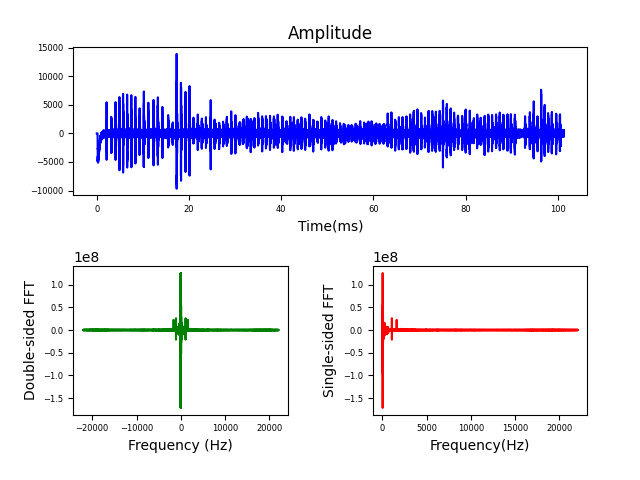 Amplitude
15000
10000
5000
0
−5000
−10000
0 20 40 60 80 100
Time(ms)
1e8
1.0
0.5
0.0
−0.5
−1.0
−1.5
Double-sided FFT
−20000 −10000 0 10000 20000
Frequency (Hz)
1e8
1.0
0.5
0.0
−0.5
−1.0
−1.5
Single-sided FFT
0 5000 10000 15000 20000
Frequency(Hz)